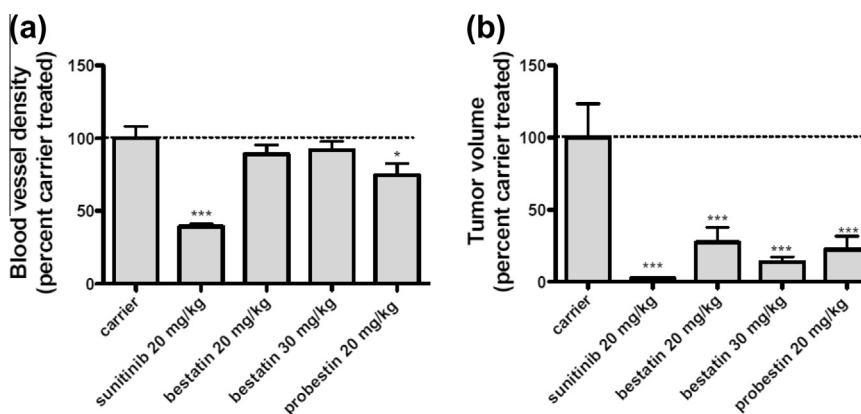 (a)
Blood vessel density
(percent carrier treated)
150
100
50
0
***
*
carrier
sunitinib 20 mg/kg
bestatin 20 mg/kg
bestatin 30 mg/kg
probestin 20 mg/kg
(b)
Tumor volume
(percent carrier treated)
150
100
50
0
***
***
***
***
carrier
sunitinib 20 mg/kg
bestatin 20 mg/kg
bestatin 30 mg/kg
probestin 20 mg/kg